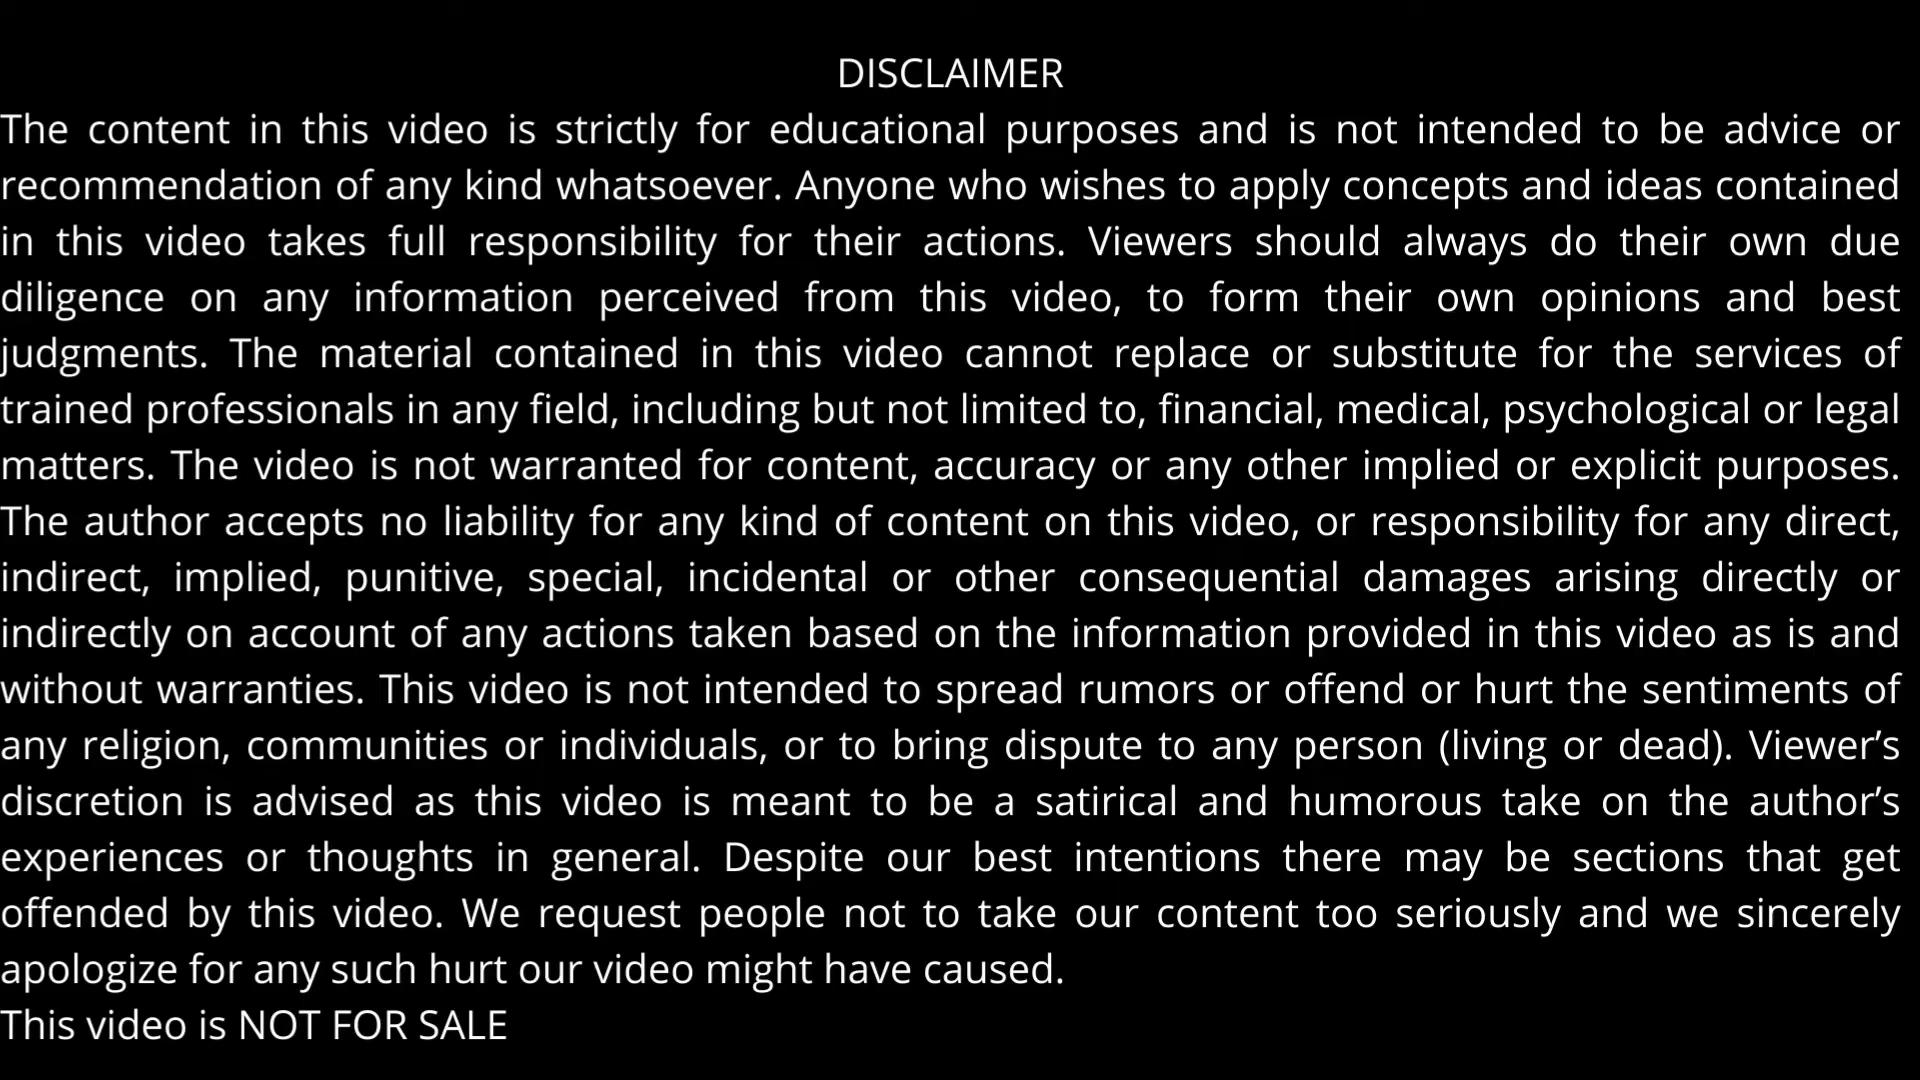 DISCLAIMER
The content in this video is strictly for educational purposes and is not intended to be advice or
recommendation of any kind whatsoever. Anyone who wishes to apply concepts and ideas contained
in this video takes full responsibility for their actions. Viewers should always do their own due
diligence on any information perceived from this video, to form their own opinions and best
judgments. The material contained in this video cannot replace or substitute for the services of
trained professionals in any field, including but not limited to, financial, medical, psychological or legal
matters. The video is not warranted for content, accuracy or any other implied or explicit purposes.
The author accepts no liability for any kind of content on this video, or responsibility for any direct,
indirect, implied, punitive, special, incidental or other consequential damages arising directly or
indirectly on account of any actions taken based on the information provided in this video as is and
without warranties. This video is not intended to spread rumors or offend or hurt the sentiments of
any religion, communities or individuals, or to bring dispute to any person (living or dead). Viewer’s
discretion is advised as this video is meant to be a satirical and humorous take on the author’s
experiences or thoughts in general. Despite our best intentions there may be sections that get
offended by this video. We request people not to take our content too seriously and we sincerely
apologize for any such hurt our video might have caused.
This video is NOT FOR SALE